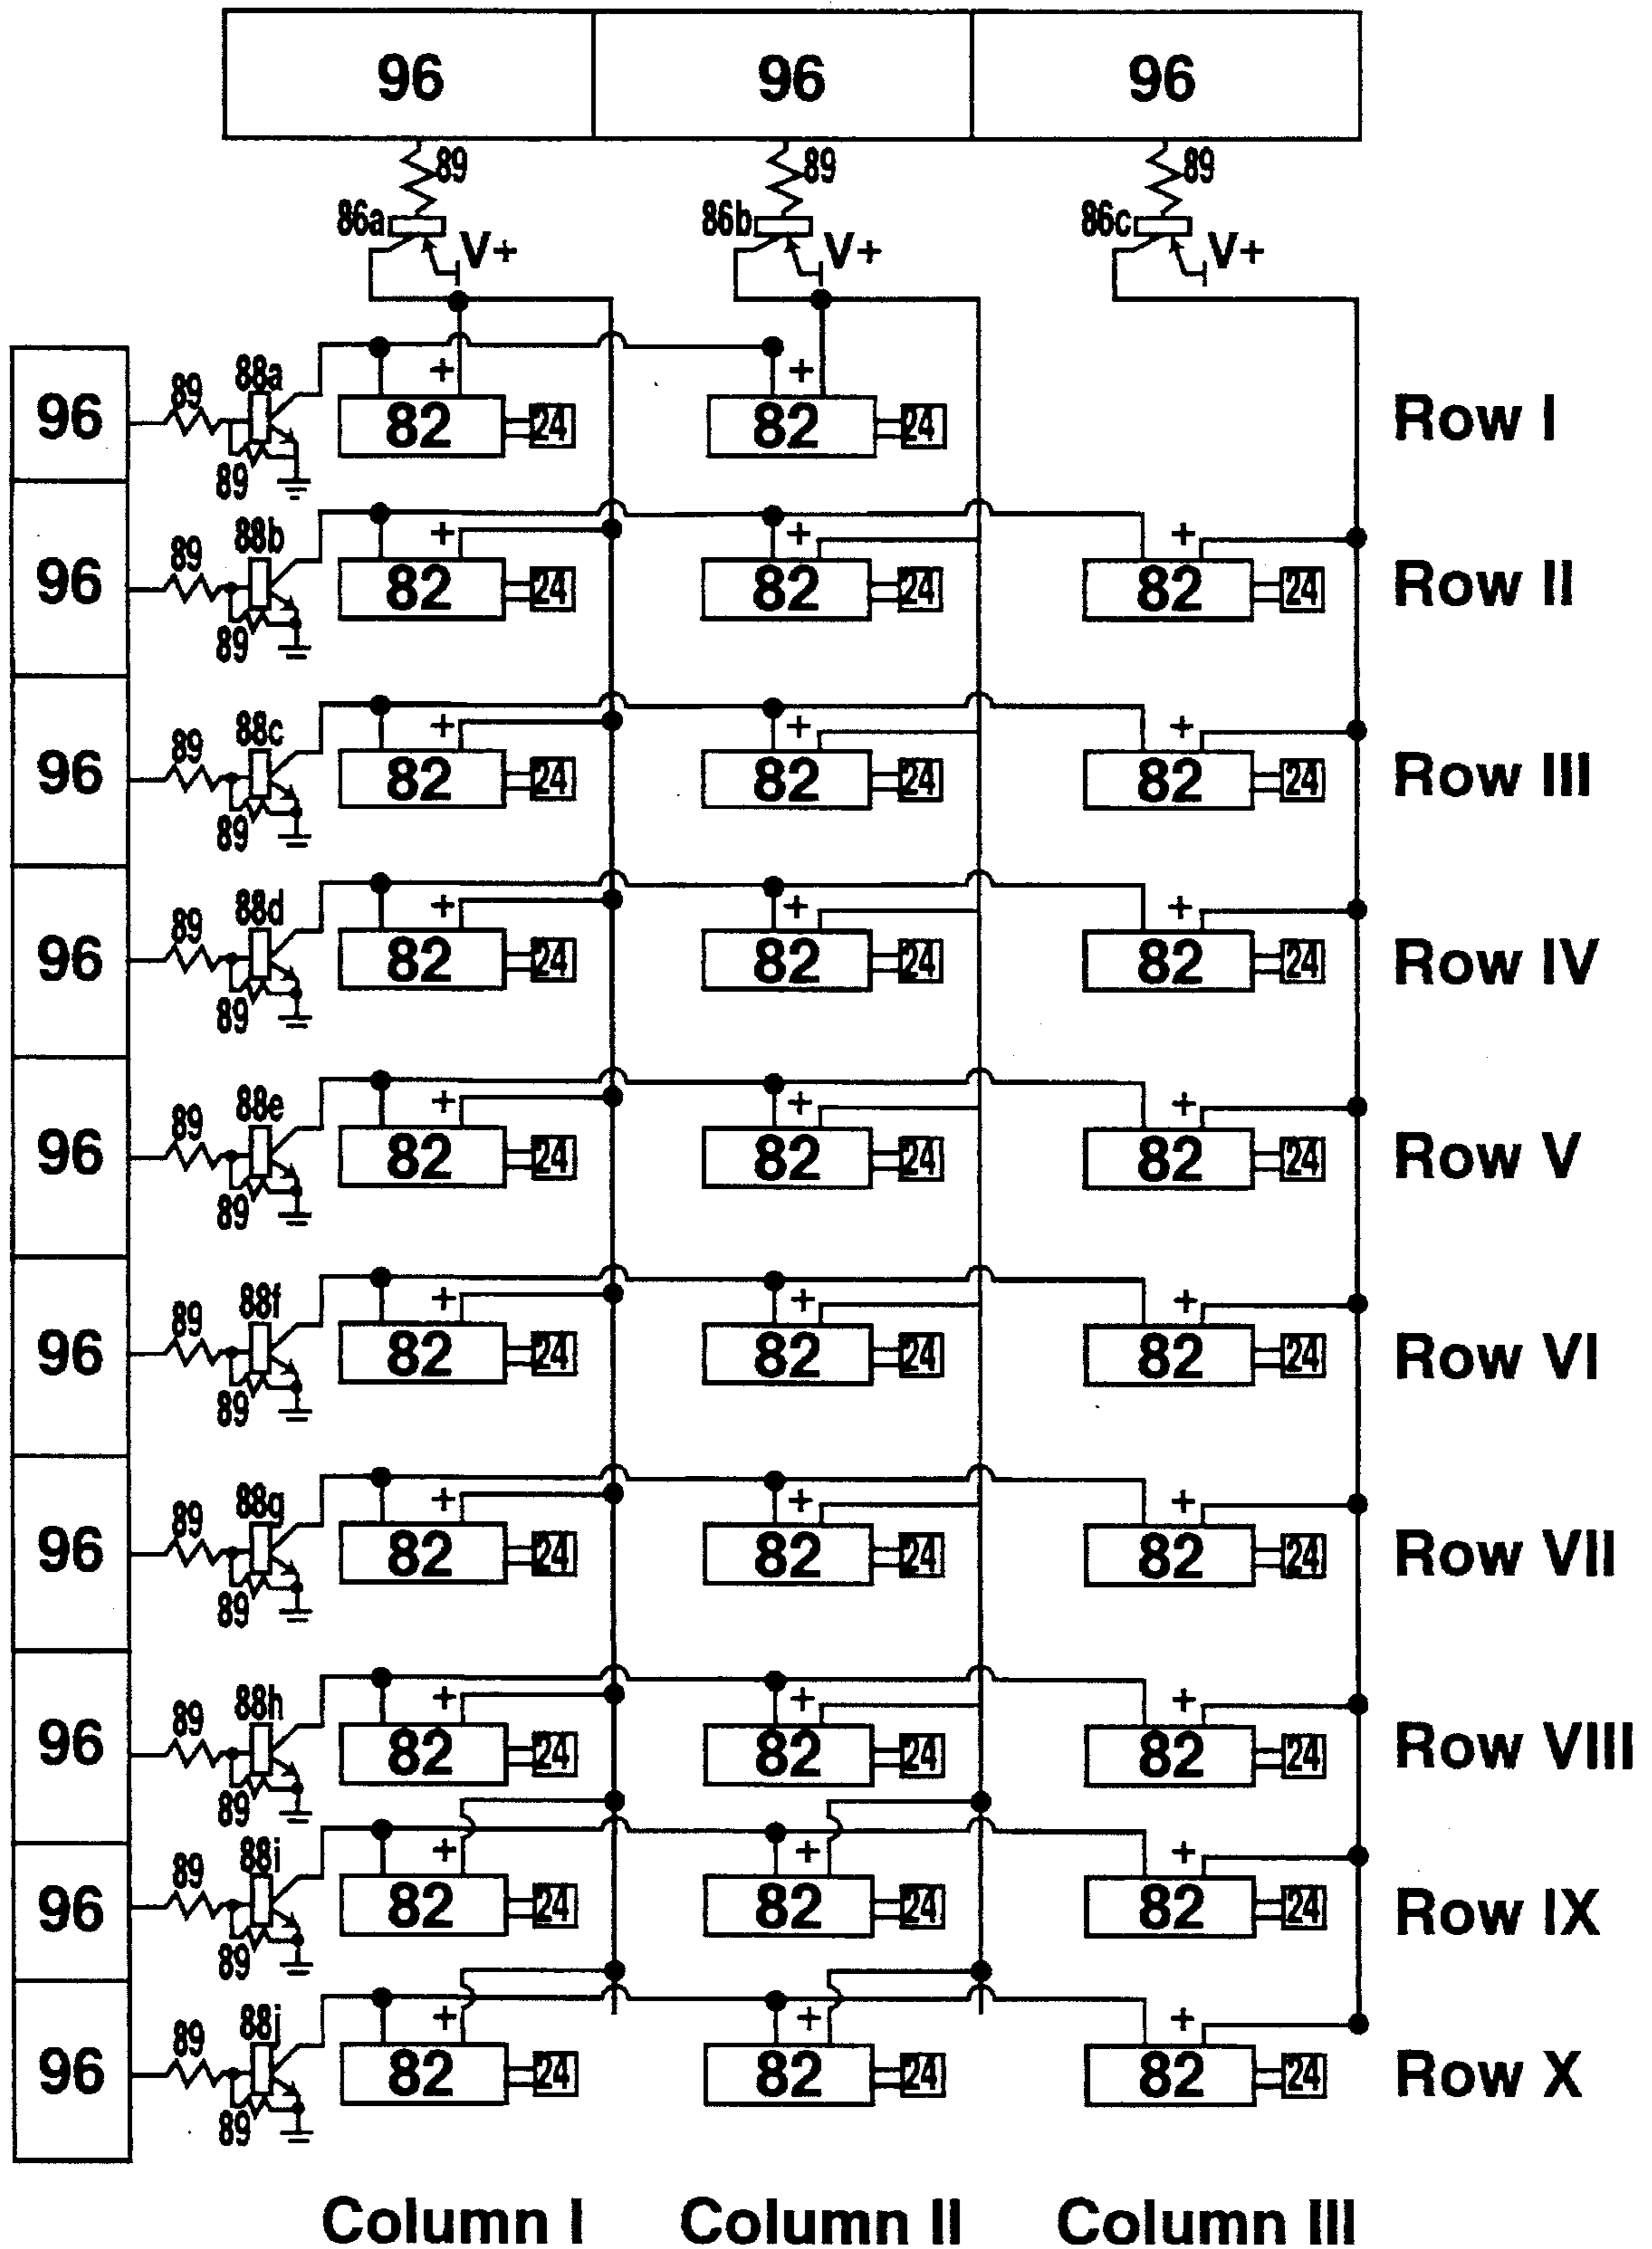 96 96 96
89 89 89
86a 86b 86c
V+ V+ V+
96 89 88a + 82 24 + 82 24 Row I
89
96 89 88b + 82 24 + 82 24 + 82 24 Row II
89
96 89 88c + 82 24 + 82 24 + 82 24 Row III
89
96 89 88d + 82 24 + 82 24 + 82 24 Row IV
89
96 89 88e + 82 24 + 82 24 + 82 24 Row V
89
96 89 88f + 82 24 + 82 24 + 82 24 Row VI
89
96 89 88g + 82 24 + 82 24 + 82 24 Row VII
89
96 89 88h + 82 24 + 82 24 + 82 24 Row VIII
89
96 89 88i + 82 24 + 82 24 + 82 24 Row IX
89
96 89 88j + 82 24 + 82 24 + 82 24 Row X
89
Column I Column II Column III